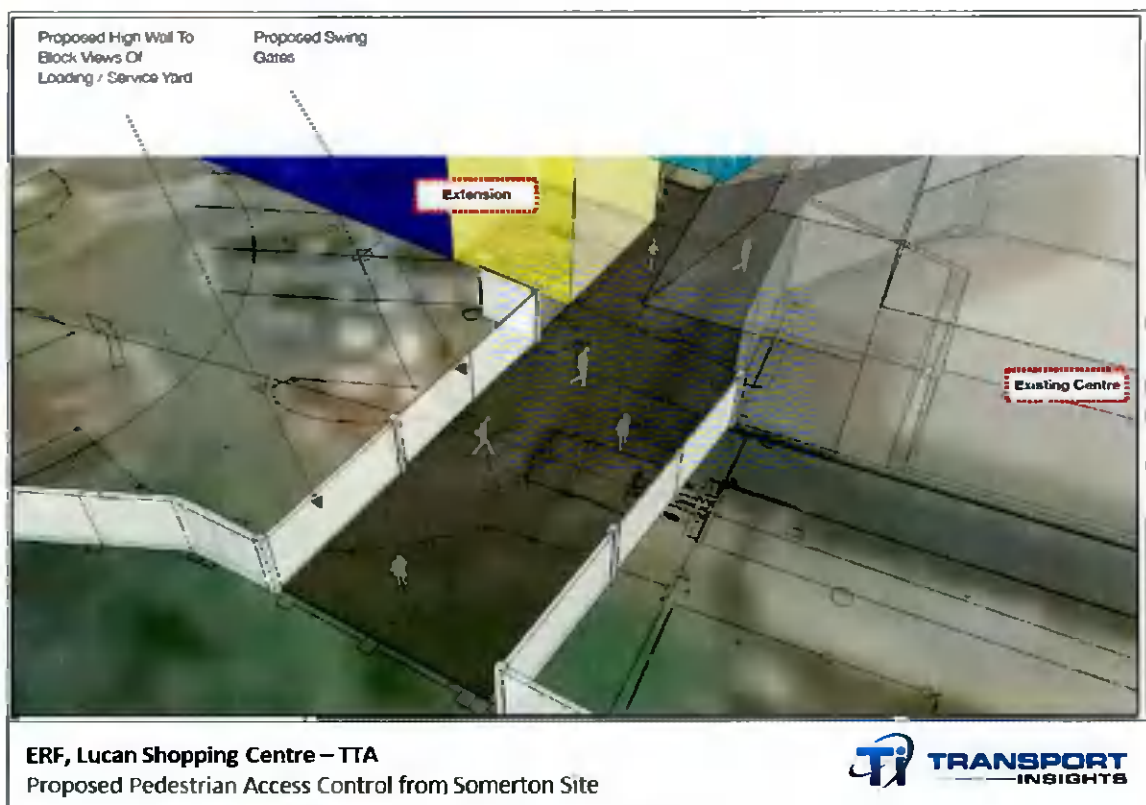 Proposed High Wall To
Block Views Of
Loading / Service Yard
Proposed Swing
Gates
Extension
Existing Centre
ERF, Lucan Shopping Centre – TTA
Proposed Pedestrian Access Control from Somerton Site
Ti TRANSPORT
INSIGHTS